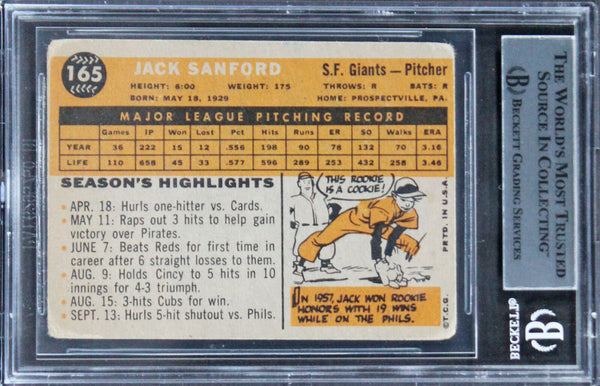 165
JACK SANFORD
S.F. Giants — Pitcher
HEIGHT: 6:00 WEIGHT: 175 THROWS: R BATS: R
BORN: MAY 18, 1929 HOME: PROSPECTVILLE, PA.
MAJOR LEAGUE PITCHING RECORD
Games IP Won Lost Pct Hits Runs ER SO Walks ERA
YEAR 36 222 15 12 .556 198 90 78 132 70 3.16
LIFE 110 658 45 33 .577 596 289 253 432 258 3.46
SEASON'S HIGHLIGHTS
• APR. 18: Hurls one-hitter vs. Cards.
• MAY 11: Raps out 3 hits to help gain
victory over Pirates.
• JUNE 7: Beats Reds for first time in
career after 6 straight losses to them.
• AUG. 9: Holds Cincy to 5 hits in 10
innings for 4-3 triumph.
• AUG. 15: 3-hits Cubs for win.
• SEPT. 13: Hurls 5-hit shutout vs. Phils.
THIS ROOKIE
IS A COOKIE!
IN 1957, JACK WON ROOKIE
HONORS WITH 19 WINS
WHILE ON THE PHILS.
©T.C.G. PRTD. IN U.S.A.
THE WORLD'S MOST TRUSTED
SOURCE IN COLLECTING
BECKETT GRADING SERVICES
B
BECKETT
B